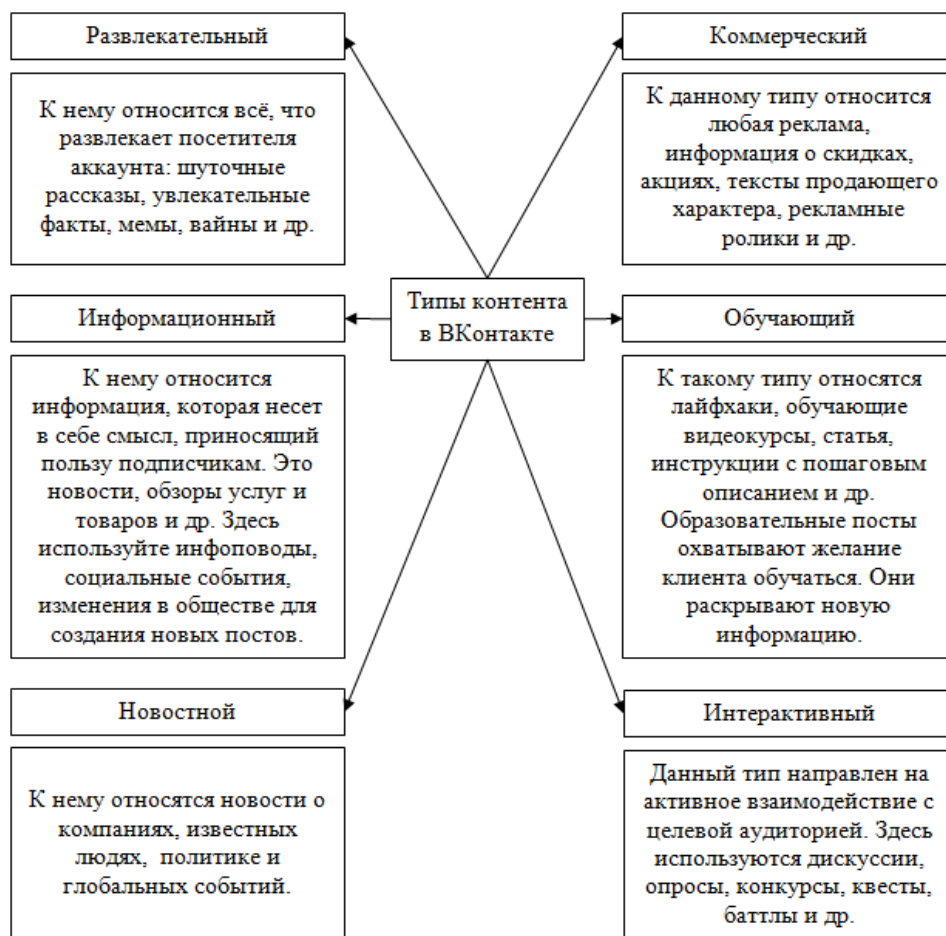 Развлекательный
К нему относится всё, что
развлекает посетителя
аккаунта: шуточные
рассказы, увлекательные
факты, мемы, вайны и др.
Коммерческий
К данному типу относится
любая реклама,
информация о скидках,
акциях, тексты продающего
характера, рекламные
ролики и др.
Типы контента
в ВКонтакте
Информационный
К нему относится
информация, которая несет
в себе смысл, приносящий
пользу подписчикам. Это
новости, обзоры услуг и
товаров и др. Здесь
используйте инфоповоды,
социальные события,
изменения в обществе для
создания новых постов.
Обучающий
К такому типу относятся
лайфхаки, обучающие
видеокурсы, статья,
инструкции с пошаговым
описанием и др.
Образовательные посты
охватывают желание
клиента обучаться. Они
раскрывают новую
информацию.
Новостной
К нему относятся новости о
компаниях, известных
людях, политике и
глобальных событий.
Интерактивный
Данный тип направлен на
активное взаимодействие с
целевой аудиторией. Здесь
используются дискуссии,
опросы, конкурсы, квесты,
баттлы и др.